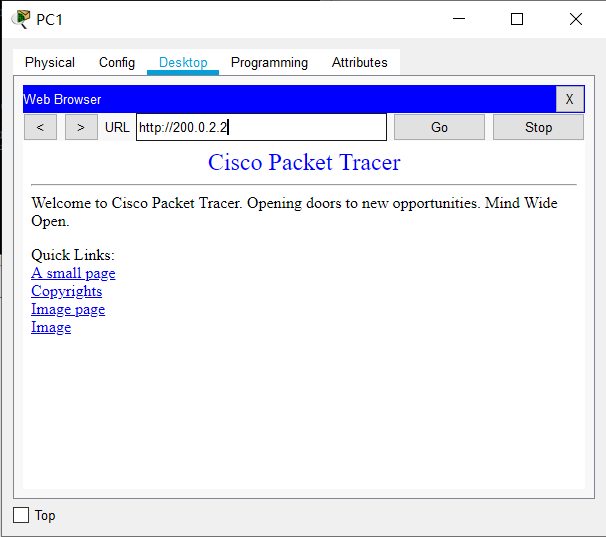 PC1
Physical Config Desktop Programming Attributes
Web Browser X
< > URL http://200.0.2.2 Go Stop
Cisco Packet Tracer
Welcome to Cisco Packet Tracer. Opening doors to new opportunities. Mind Wide
Open.
Quick Links:
A small page
Copyrights
Image page
Image
Top